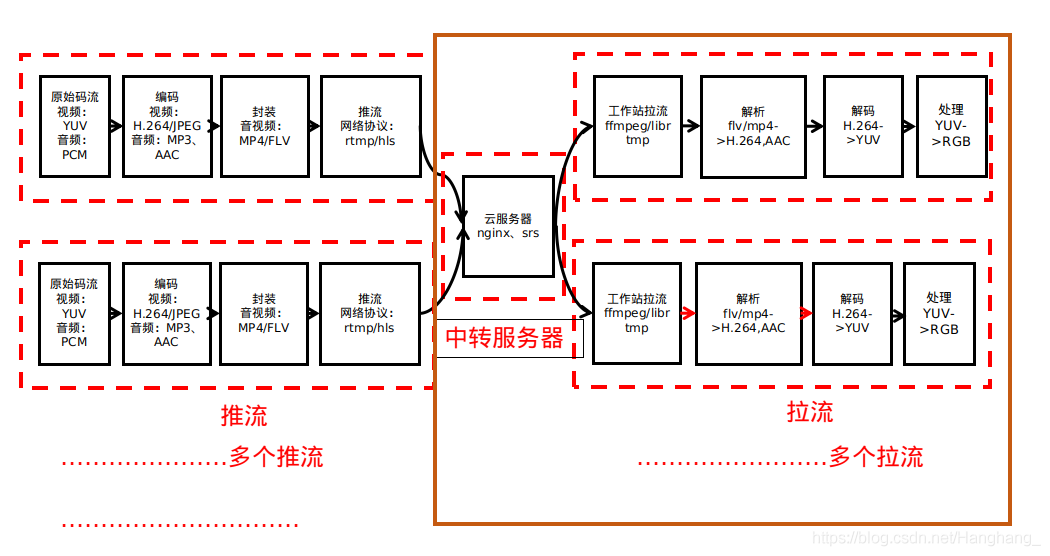 原始码流
视频：
YUV
音频：
PCM
编码
视频：
H.264/JPEG
音频：MP3、
AAC
封装
音视频：
MP4/FLV
推流
网络协议：
rtmp/hls
云服务器
nginx、srs
工作站拉流
ffmpeg/libr
tmp
解析
flv/mp4-
>H.264,AAC
解码
H.264-
>YUV
处理
YUV-
>RGB
原始码流
视频：
YUV
音频：
PCM
编码
视频：
H.264/JPEG
音频：MP3、
AAC
封装
音视频：
MP4/FLV
推流
网络协议：
rtmp/hls
中转服务器
工作站拉流
ffmpeg/libr
tmp
解析
flv/mp4-
>H.264,AAC
解码
H.264-
>YUV
处理
YUV-
>RGB
推流
拉流
.....................多个推流
........................多个拉流
..............................
https://blog.csdn.net/Hanghang_